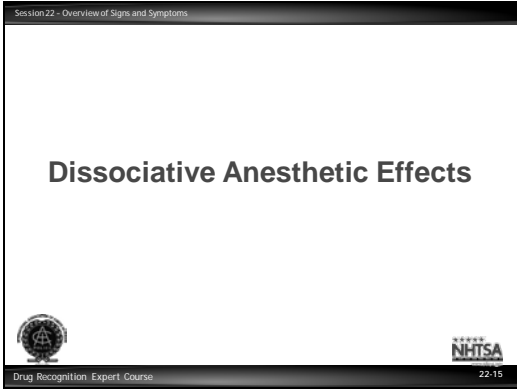 Session 22 - Overview of Signs and Symptoms
Dissociative Anesthetic Effects
NHTSA
Drug Recognition Expert Course
22-15